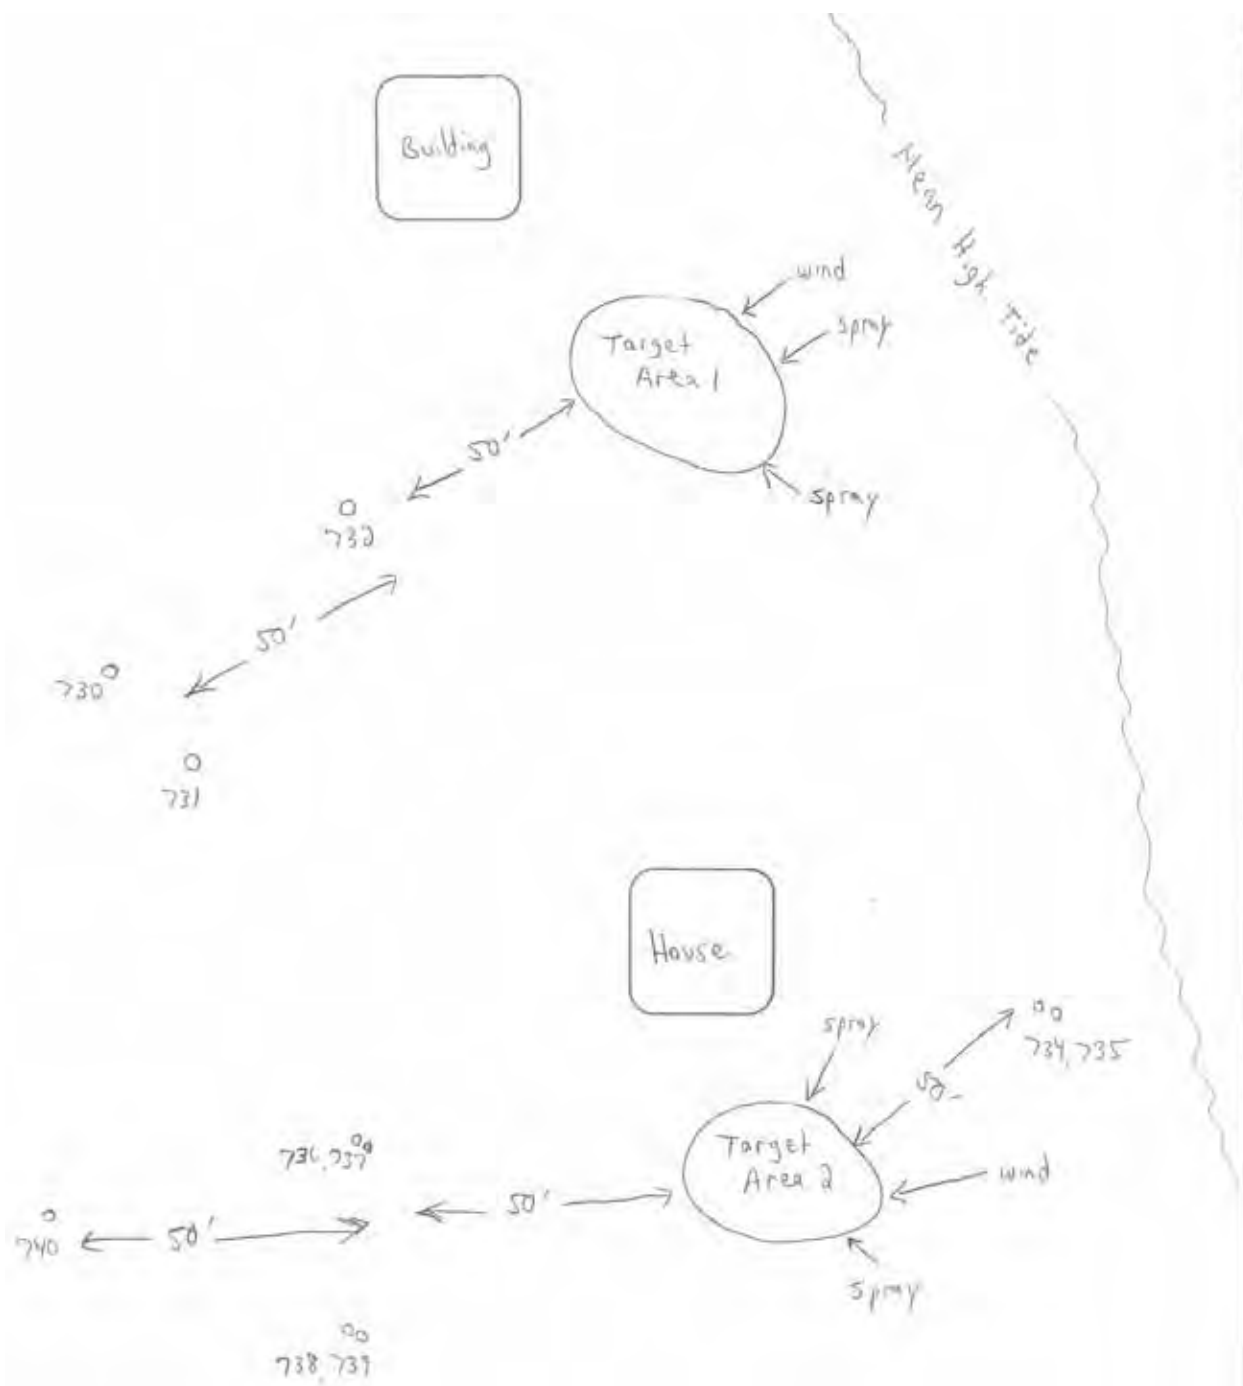 Building
Mean High Tide
wind
spray
Target
Area 1
50'
spray
732
50'
730
731
House
spray
734, 735
50'
Target
Area 2
wind
736, 737
50'
50'
740
spray
738, 739